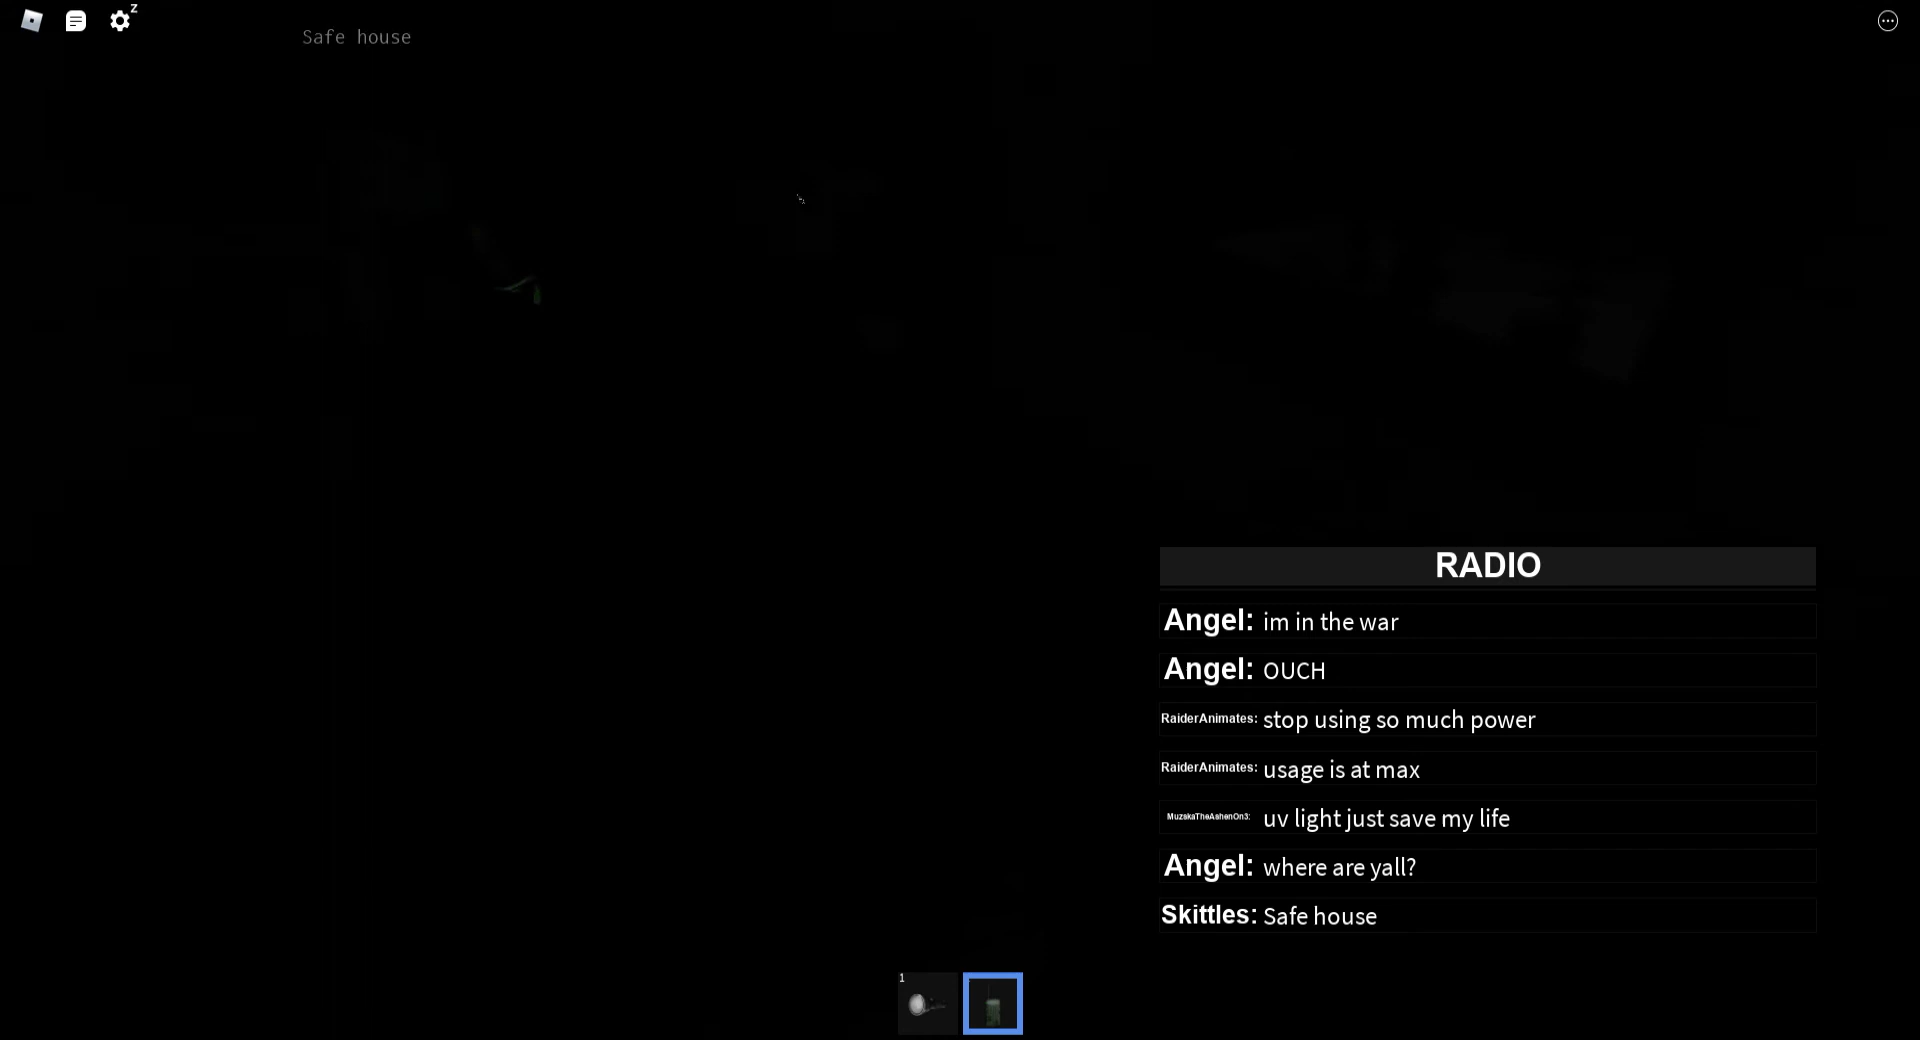 Z
Safe house
RADIO
Angel: im in the war
Angel: OUCH
RaiderAnimates: stop using so much power
RaiderAnimates: usage is at max
MuzskaTheAshenOn3: uv light just save my life
Angel: where are yall?
Skittles: Safe house
1